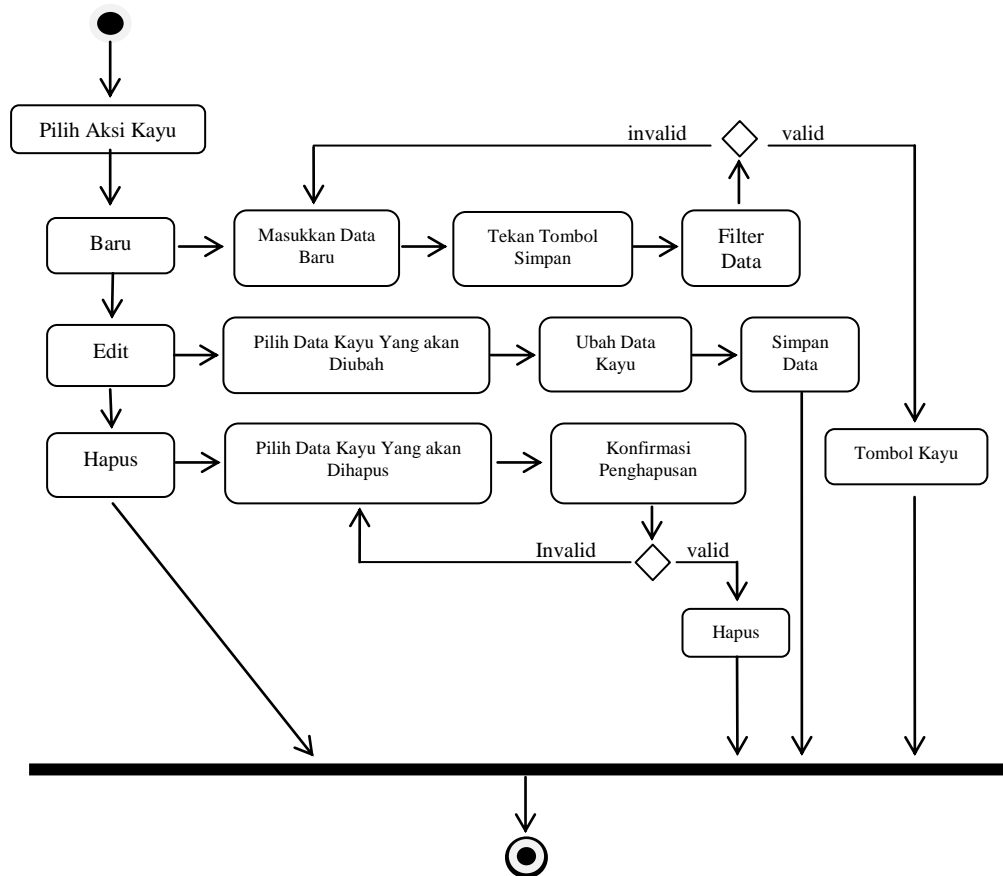 Pilih Aksi Kayu
invalid
valid
Baru
Masukkan Data
Baru
Tekan Tombol
Simpan
Filter
Data
Edit
Pilih Data Kayu Yang akan
Diubah
Ubah Data
Kayu
Simpan
Data
Hapus
Pilih Data Kayu Yang akan
Dihapus
Konfirmasi
Penghapusan
Tombol Kayu
Invalid
valid
Hapus